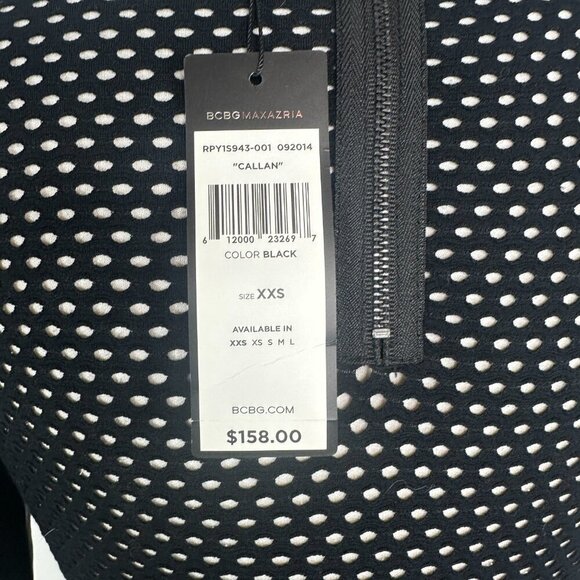 BCBGMAXAZRIA
RPY1S943-001 092014
"CALLAN"
6 12000 23269 7
COLOR BLACK
SIZE XXS
AVAILABLE IN
XXS XS S M L
BCBG.COM
$158.00